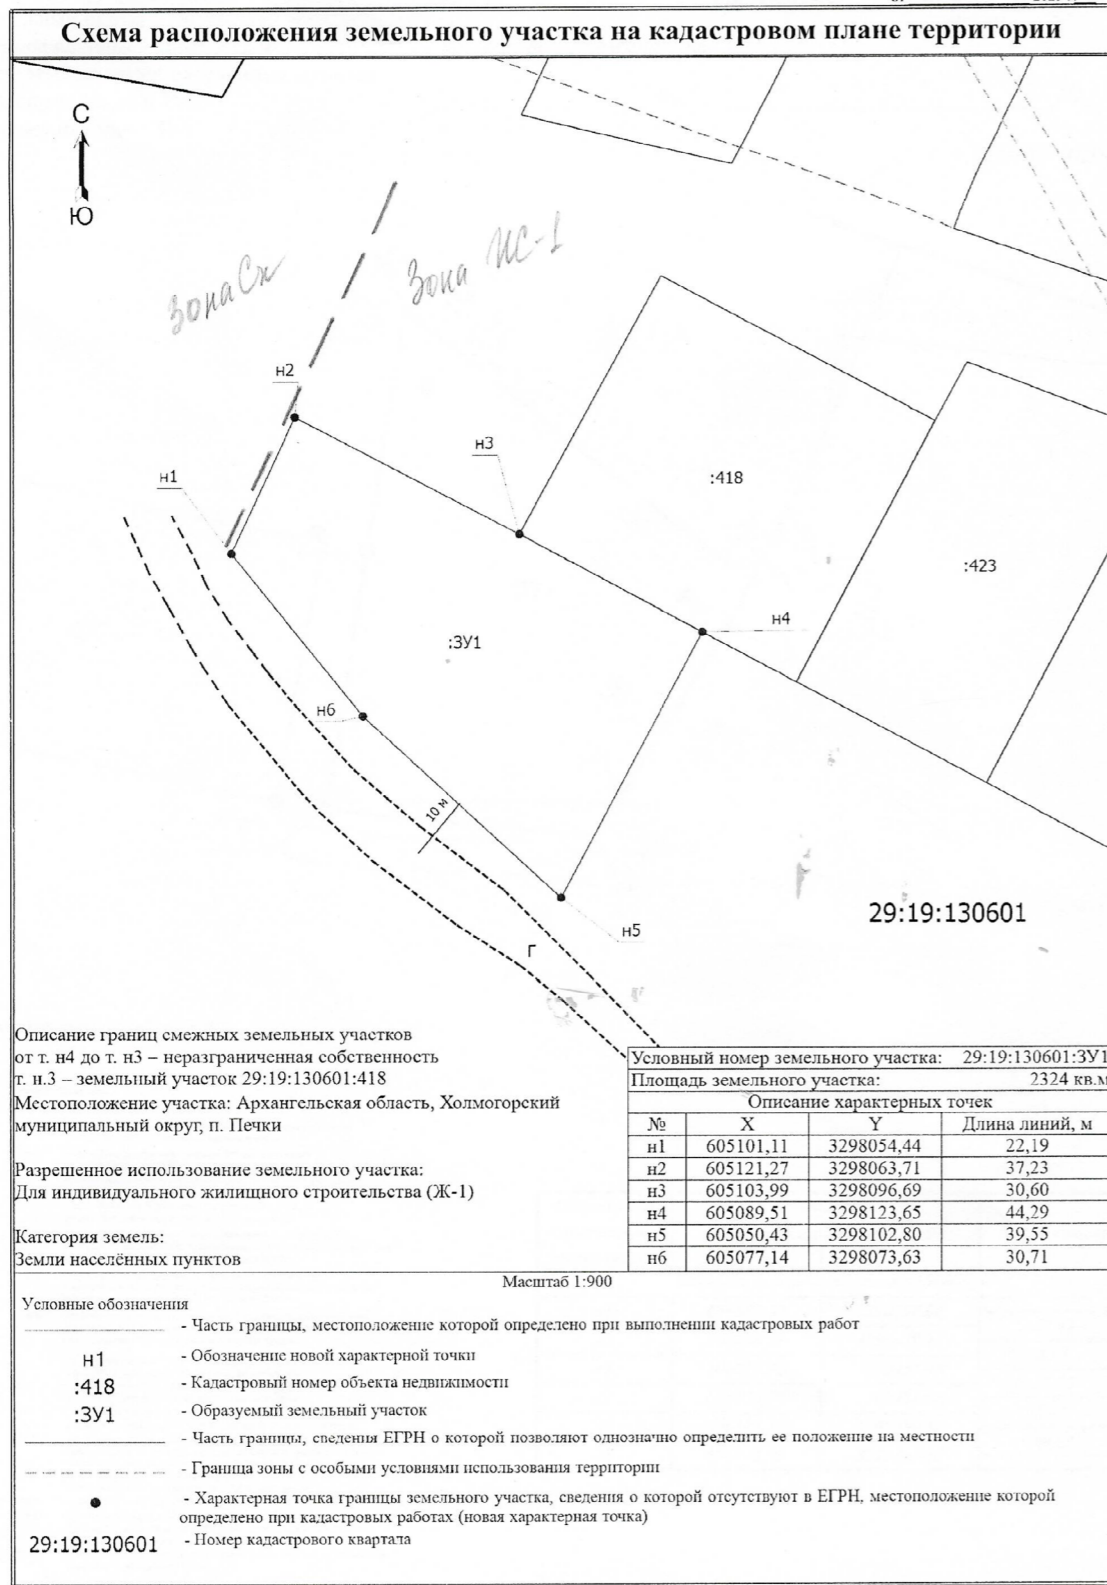 Схема расположения земельного участка на кадастровом плане территории
С
Ю
Зона Сх
Зона ИС-1
н2
н3
н1
:418
:423
н4
:ЗУ1
н6
10 м
29:19:130601
н5
Г
Описание границ смежных земельных участков
от т. н4 до т. н3 – неразграниченная собственность
т. н.3 – земельный участок 29:19:130601:418
Местоположение участка: Архангельская область, Холмогорский
муниципальный округ, п. Печки
Разрешенное использование земельного участка:
Для индивидуального жилищного строительства (Ж-1)
Категория земель:
Земли населённых пунктов
Условный номер земельного участка: 29:19:130601:ЗУ1
Площадь земельного участка: 2324 кв.м
Описание характерных точек
№ X Y Длина линий, м
н1 605101,11 3298054,44 22,19
н2 605121,27 3298063,71 37,23
н3 605103,99 3298096,69 30,60
н4 605089,51 3298123,65 44,29
н5 605050,43 3298102,80 39,55
н6 605077,14 3298073,63 30,71
Масштаб 1:900
Условные обозначения
- Часть границы, местоположение которой определено при выполнении кадастровых работ
н1 - Обозначение новой характерной точки
:418 - Кадастровый номер объекта недвижимости
:ЗУ1 - Образуемый земельный участок
- Часть границы, сведения ЕГРН о которой позволяют однозначно определить ее положение на местности
- Граница зоны с особыми условиями использования территории
- Характерная точка границы земельного участка, сведения о которой отсутствуют в ЕГРН, местоположение которой
определено при кадастровых работах (новая характерная точка)
29:19:130601 - Номер кадастрового квартала